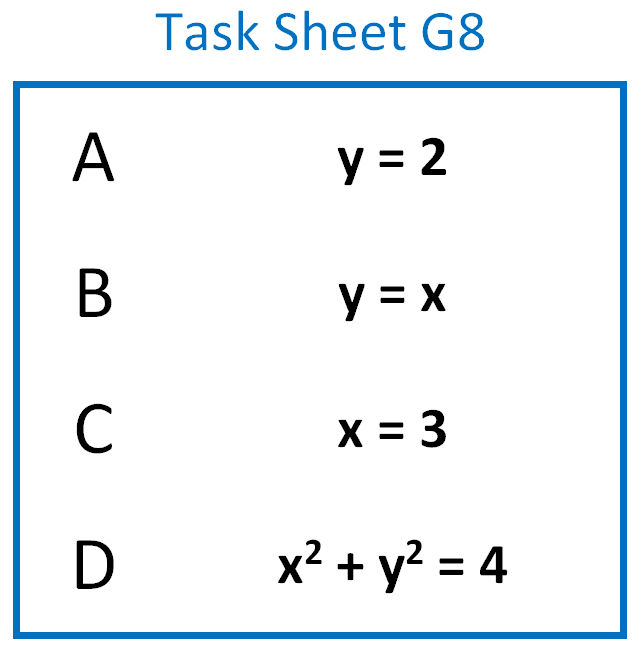 Task Sheet G8
A y = 2
B y = x
C x = 3
D x² + y² = 4